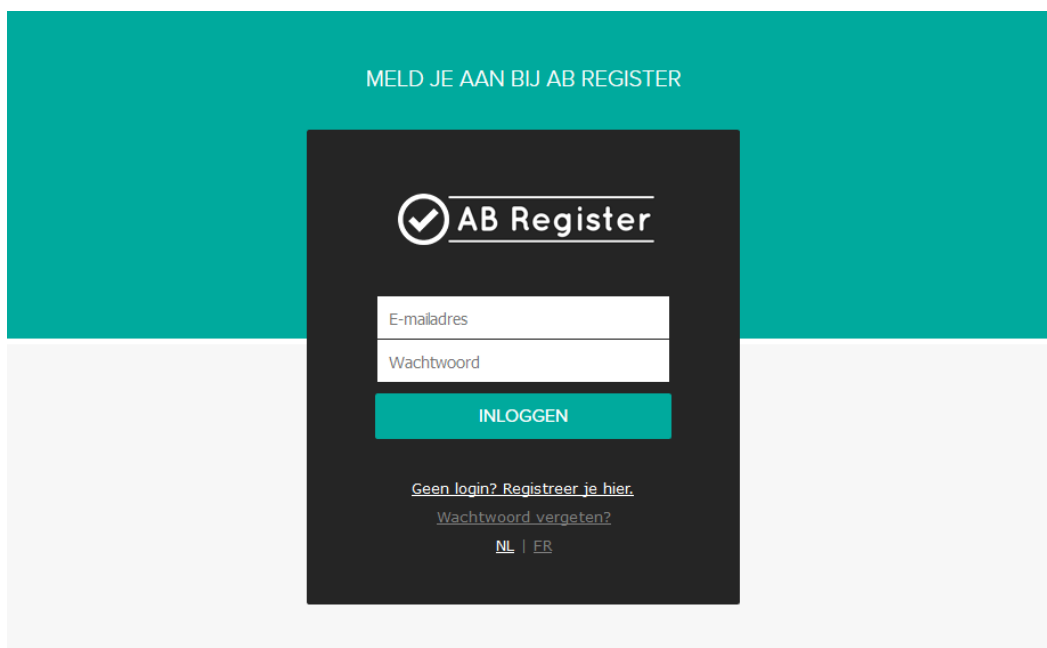 MELD JE AAN BIJ AB REGISTER
AB Register
E-mailadres
Wachtwoord
INLOGGEN
Geen login? Registreer je hier.
Wachtwoord vergeten?
NL | FR